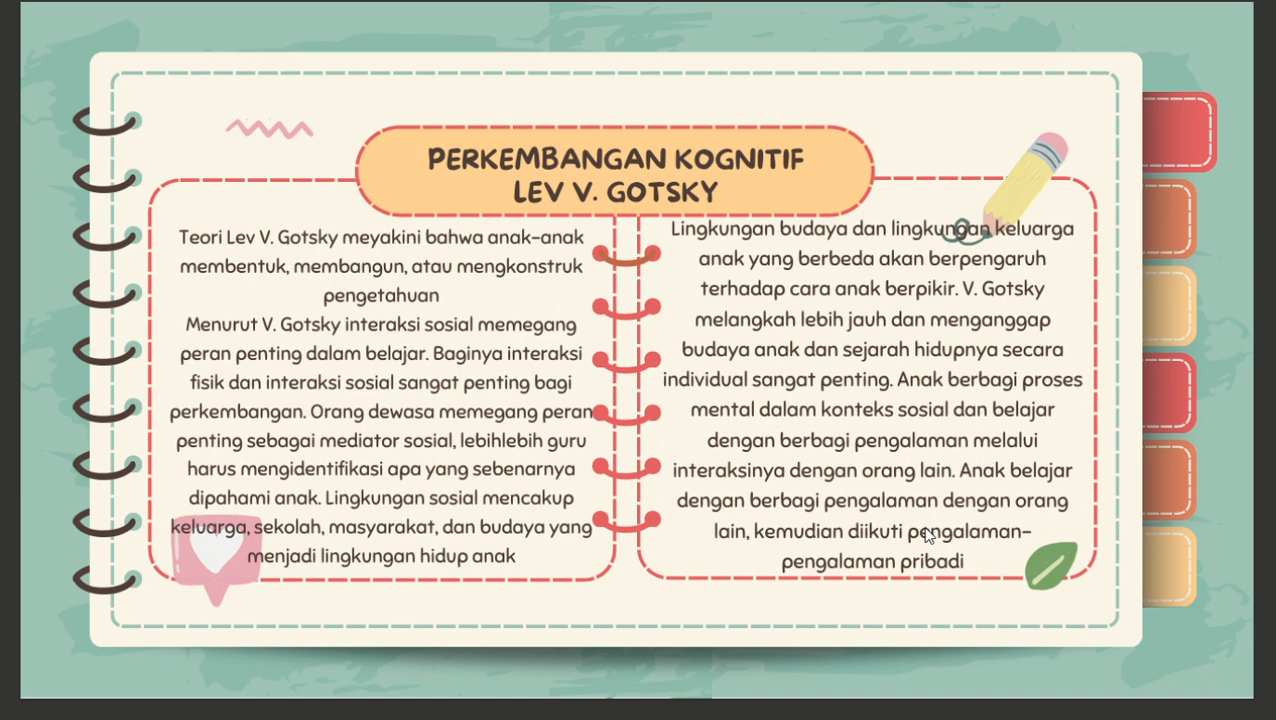 PERKEMBANGAN KOGNITIF
LEV V. GOTSKY
Teori Lev V. Gotsky meyakini bahwa anak-anak
membentuk, membangun, atau mengkonstruk
pengetahuan
Menurut V. Gotsky interaksi sosial memegang
peran penting dalam belajar. Baginya interaksi
fisik dan interaksi sosial sangat penting bagi
perkembangan. Orang dewasa memegang peran
penting sebagai mediator sosial, lebihlebih guru
harus mengidentifikasi apa yang sebenarnya
dipahami anak. Lingkungan sosial mencakup
keluarga, sekolah, masyarakat, dan budaya yang
menjadi lingkungan hidup anak
Lingkungan budaya dan lingkungan keluarga
anak yang berbeda akan berpengaruh
terhadap cara anak berpikir. V. Gotsky
melangkah lebih jauh dan menganggap
budaya anak dan sejarah hidupnya secara
individual sangat penting. Anak berbagi proses
mental dalam konteks sosial dan belajar
dengan berbagi pengalaman melalui
interaksinya dengan orang lain. Anak belajar
dengan berbagi pengalaman dengan orang
lain, kemudian diikuti pengalaman-
pengalaman pribadi